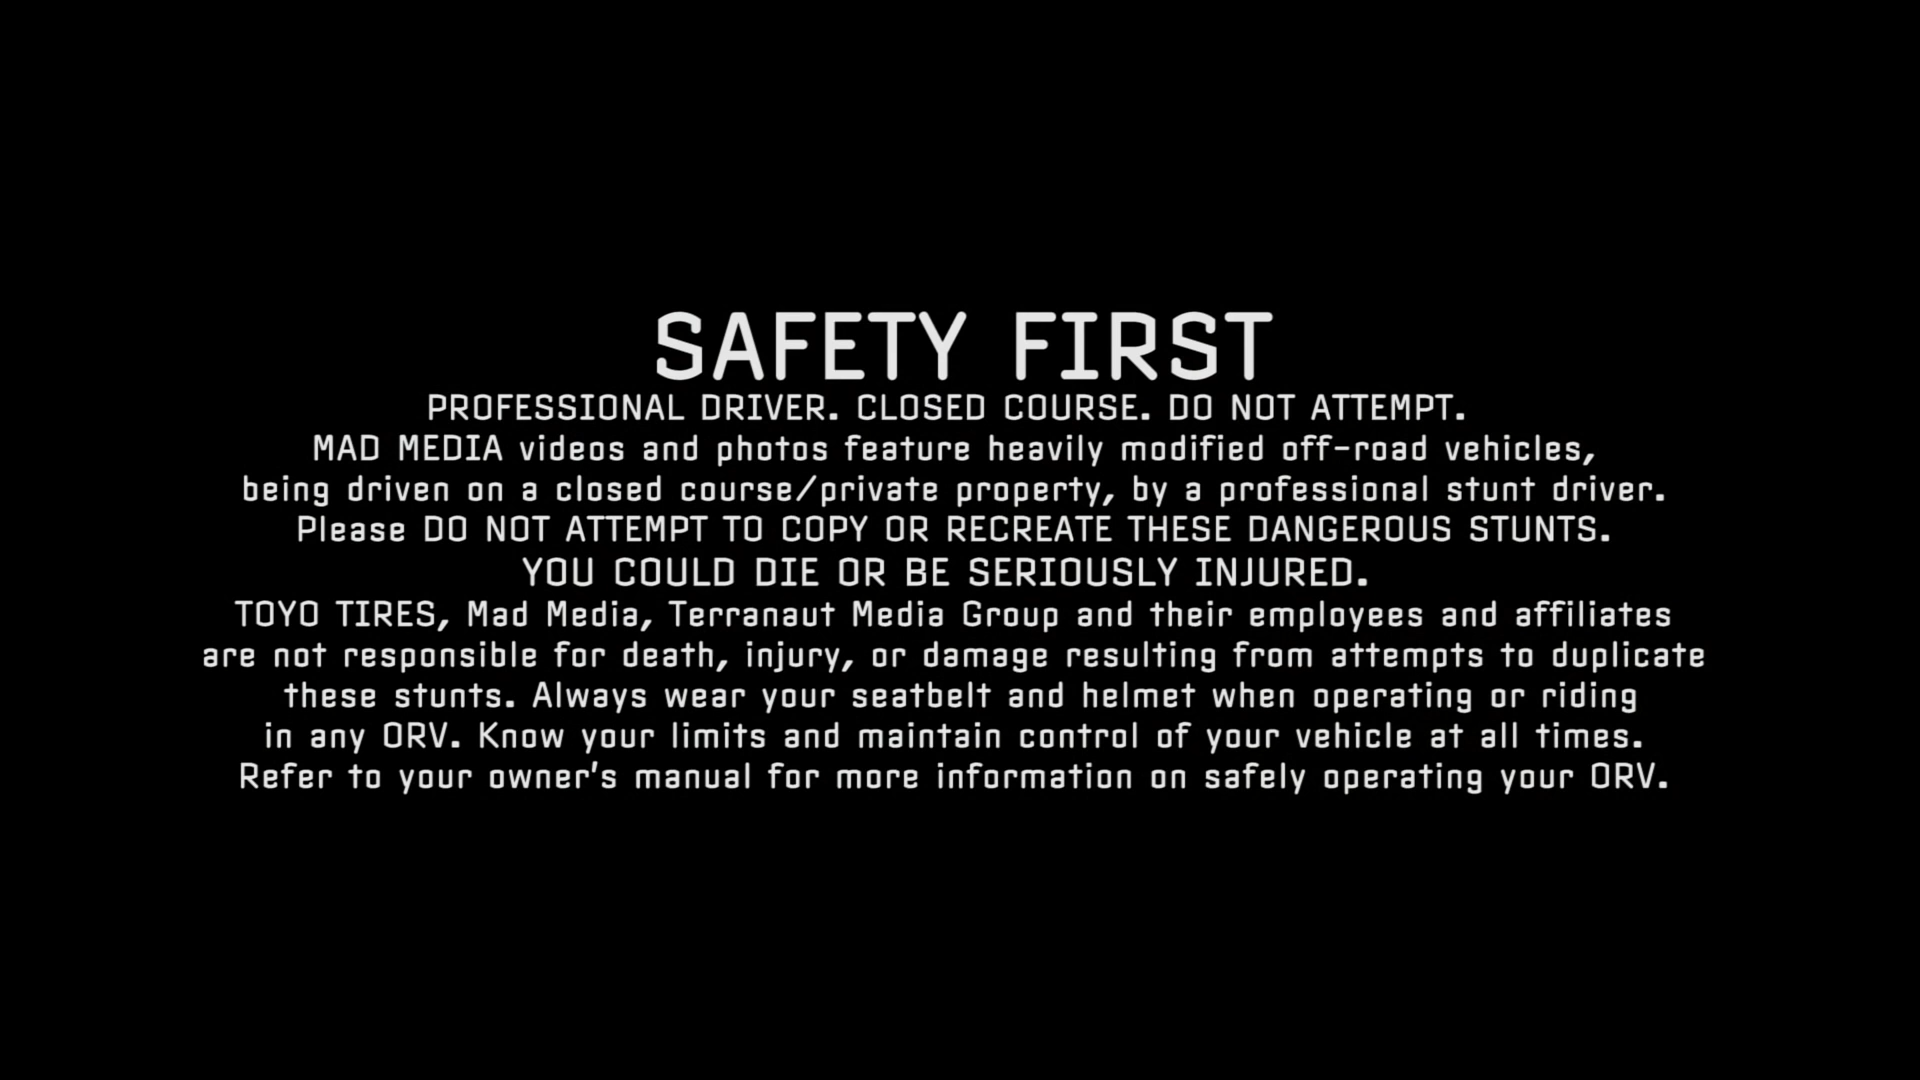 SAFETY FIRST
PROFESSIONAL DRIVER. CLOSED COURSE. DO NOT ATTEMPT.
MAD MEDIA videos and photos feature heavily modified off-road vehicles,
being driven on a closed course/private property, by a professional stunt driver.
Please DO NOT ATTEMPT TO COPY OR RECREATE THESE DANGEROUS STUNTS.
YOU COULD DIE OR BE SERIOUSLY INJURED.
TOYO TIRES, Mad Media, Terranaut Media Group and their employees and affiliates
are not responsible for death, injury, or damage resulting from attempts to duplicate
these stunts. Always wear your seatbelt and helmet when operating or riding
in any ORV. Know your limits and maintain control of your vehicle at all times.
Refer to your owner's manual for more information on safely operating your ORV.